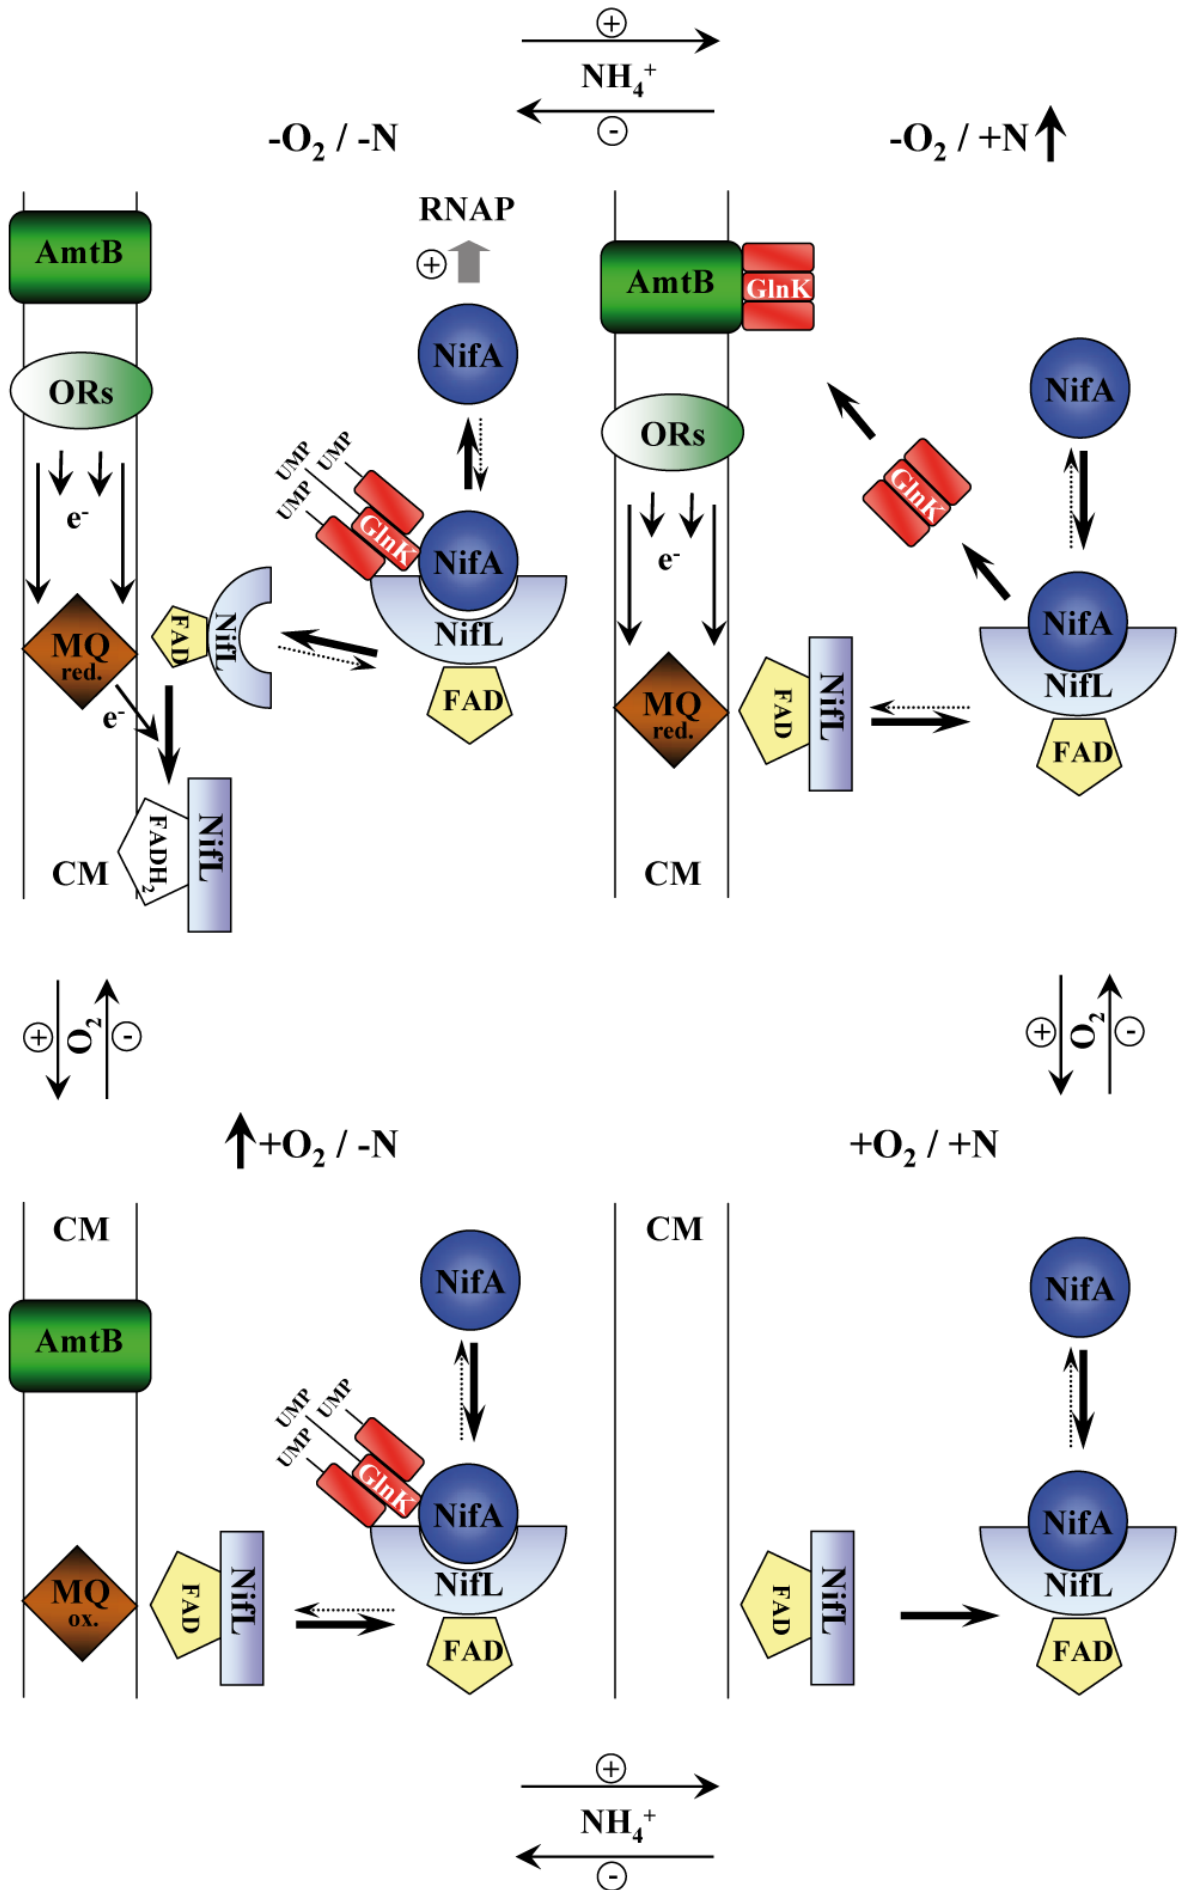 +
NH₄⁺
-
-O₂ / -N
-O₂ / +N
AmtB
RNAP
+
NifA
ORs
e⁻
UMP
UMP
UMP
GlnK
NifA
NifL
FAD
FAD
NifL
MQ
red.
e⁻
FADH₂
NifL
CM
AmtB
GlnK
ORs
e⁻
GlnK
NifA
NifA
NifL
FAD
MQ
red.
FAD
NifL
CM
+
O₂
-
+
O₂
-
+O₂ / -N
+O₂ / +N
CM
AmtB
NifA
UMP
UMP
UMP
GlnK
NifA
NifL
FAD
MQ
ox.
FAD
NifL
CM
NifA
NifA
NifL
FAD
FAD
NifL
+
NH₄⁺
-